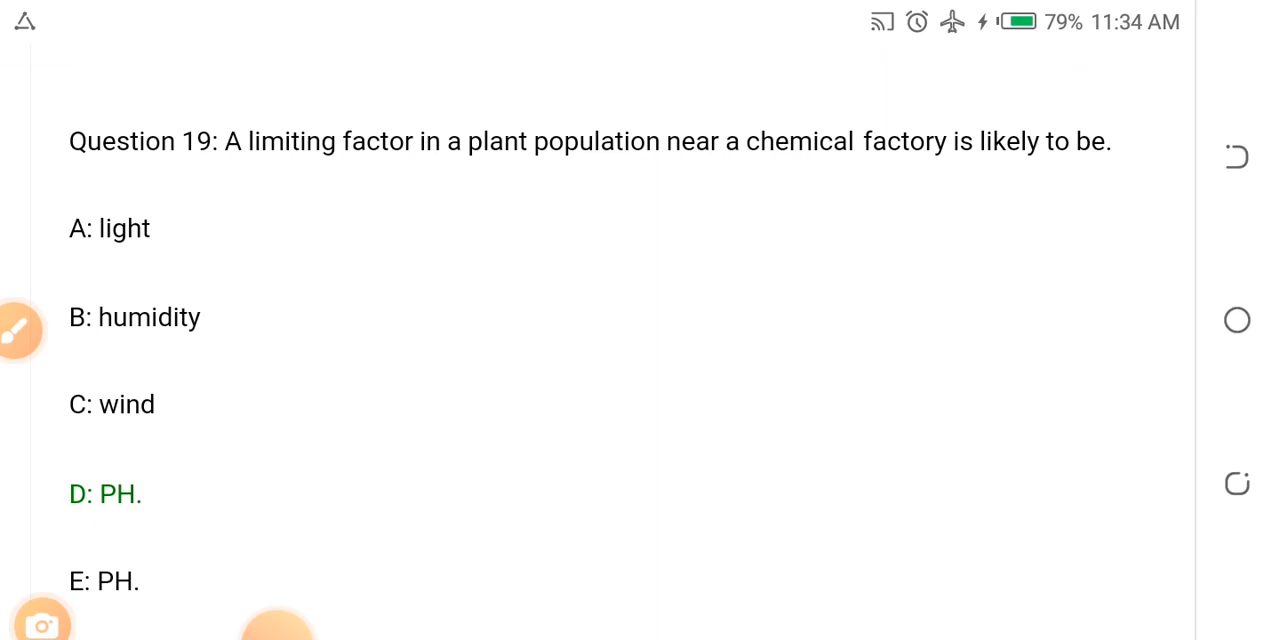 79% 11:34 AM
Question 19: A limiting factor in a plant population near a chemical factory is likely to be.
A: light
B: humidity
C: wind
D: PH.
E: PH.